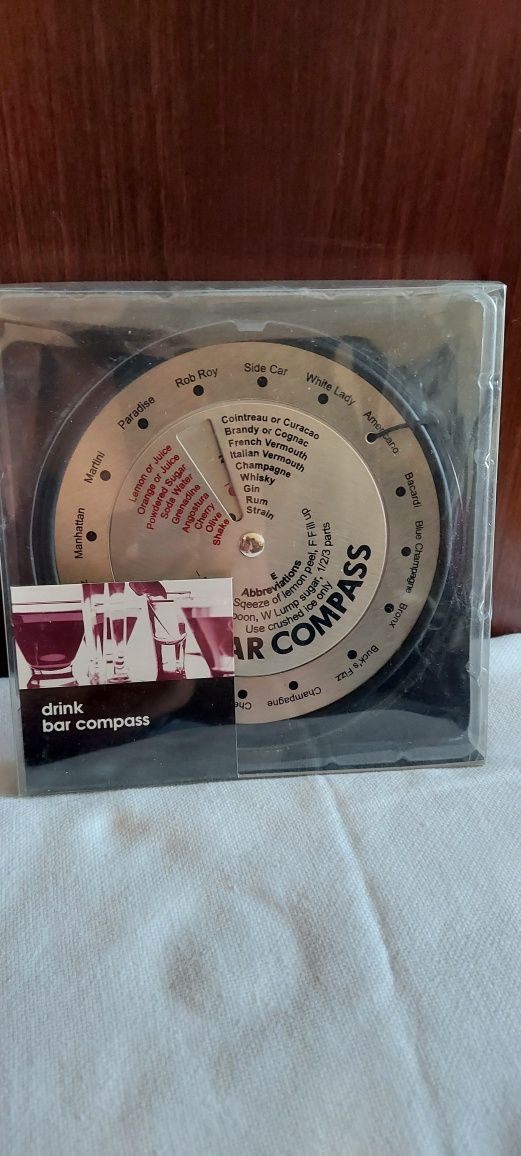 Manhattan
Martini
Paradise
Rob Roy
Side Car
White Lady
Americano
Bacardi
Blue Champagne
Bronx
Buck's Fizz
Champagne
Lemon or Juice
Orange or Juice
Powdered Sugar
Soda Water
Grenadine
Angostura
Cherry
Olive
Shake
Cointreau or Curacao
Brandy or Cognac
French Vermouth
Italian Vermouth
Champagne
Whisky
Gin
Rum
Strain
Abbreviations
E Sqeeze of lemon peel, F Fill up
poon, W Lump sugar, 1/2/3 parts
Use crushed ice only
AR COMPASS
drink
bar compass